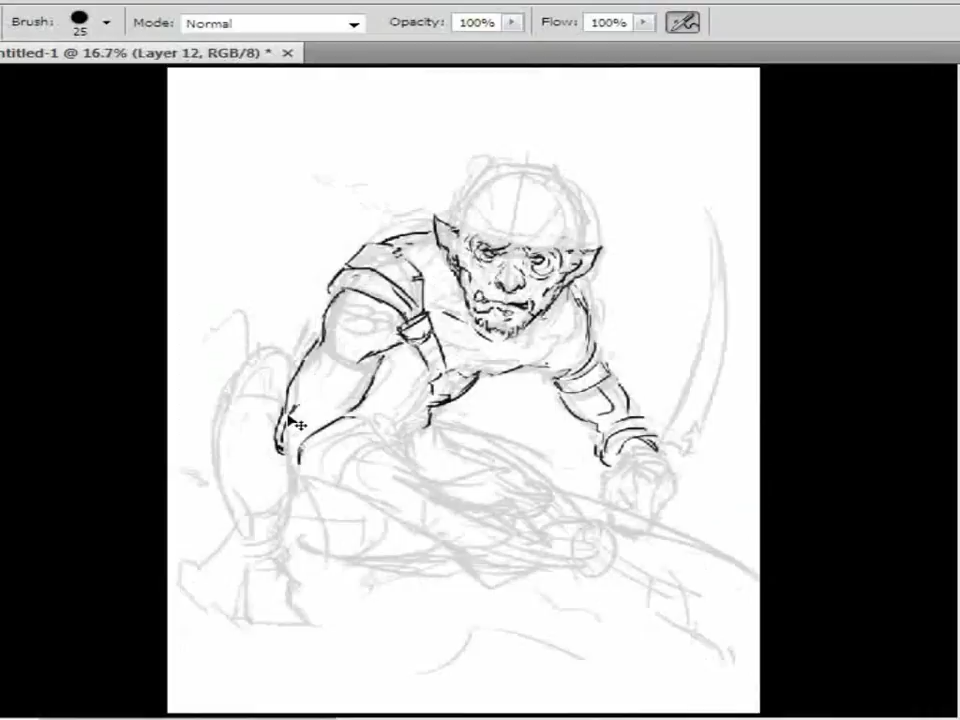 Brush: 25 Mode: Normal Opacity: 100% Flow: 100%
ntitled-1 @ 16.7% (Layer 12, RGB/8) *